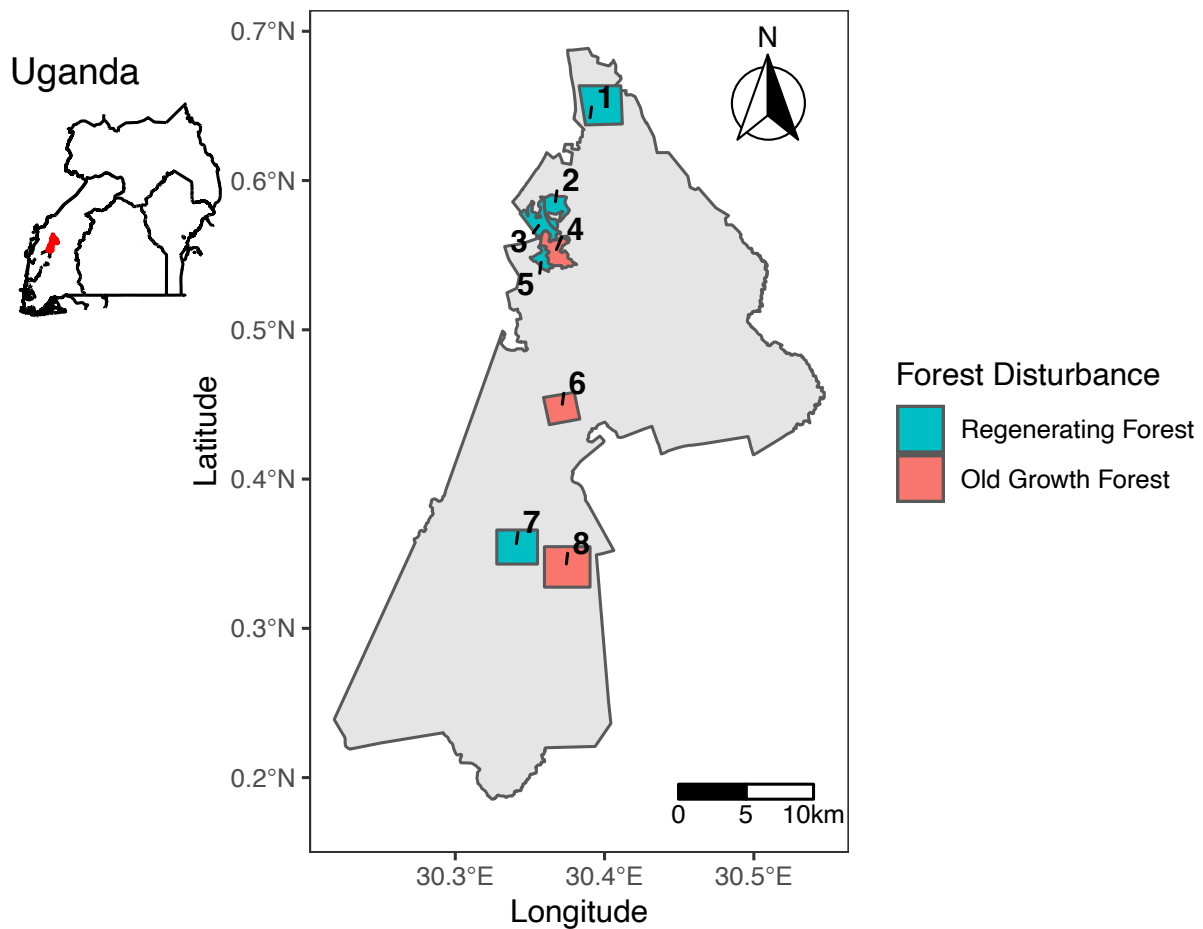 Uganda
N
0.7°N
0.6°N
0.5°N
0.4°N
0.3°N
0.2°N
Latitude
1
2
3
4
5
6
7
8
0 5 10km
30.3°E 30.4°E 30.5°E
Longitude
Forest Disturbance
Regenerating Forest
Old Growth Forest